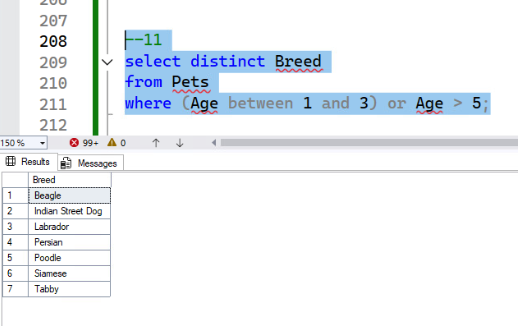 206
207
208 --11
209 select distinct Breed
210 from Pets
211 where (Age between 1 and 3) or Age > 5;
212
150 % 99+ 0
Results Messages
Breed
1 Beagle
2 Indian Street Dog
3 Labrador
4 Persian
5 Poodle
6 Siamese
7 Tabby